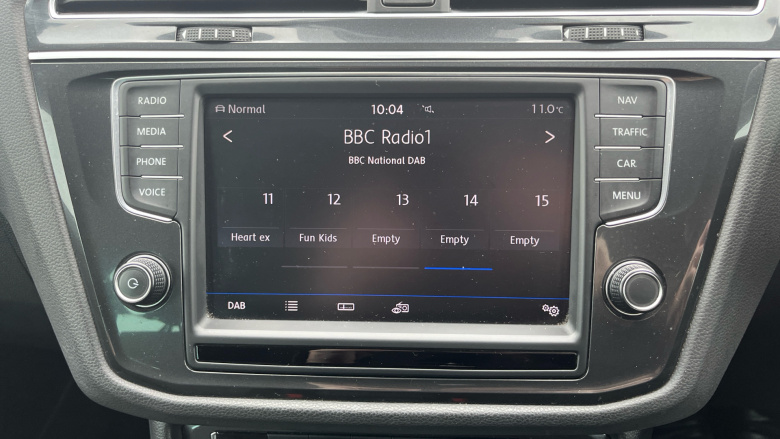 RADIO
MEDIA
PHONE
VOICE
NAV
TRAFFIC
CAR
MENU
Normal 10:04 11.0°C
< BBC Radio1 >
BBC National DAB
11 12 13 14 15
Heart ex Fun Kids Empty Empty Empty
DAB